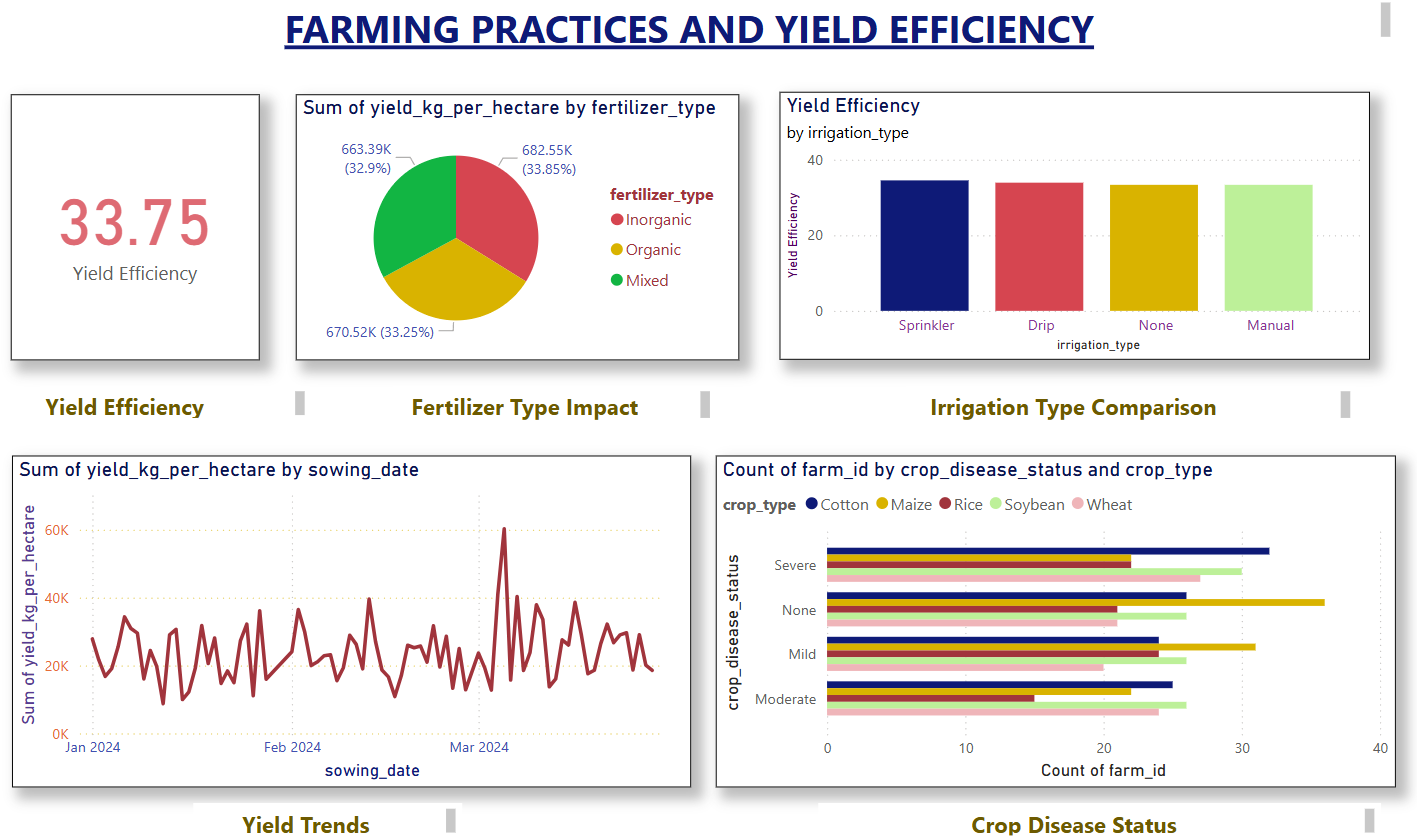 FARMING PRACTICES AND YIELD EFFICIENCY
33.75
Yield Efficiency
Sum of yield_kg_per_hectare by fertilizer_type
663.39K
(32.9%)
682.55K
(33.85%)
670.52K (33.25%)
fertilizer_type
Inorganic
Organic
Mixed
Yield Efficiency
by irrigation_type
Yield Efficiency
40
20
0
Sprinkler Drip None Manual
irrigation_type
Yield Efficiency
Fertilizer Type Impact
Irrigation Type Comparison
Sum of yield_kg_per_hectare by sowing_date
Sum of yield_kg_per_hectare
60K
40K
20K
0K
Jan 2024 Feb 2024 Mar 2024
sowing_date
Count of farm_id by crop_disease_status and crop_type
crop_type Cotton Maize Rice Soybean Wheat
crop_disease_status
Severe
None
Mild
Moderate
0 10 20 30 40
Count of farm_id
Yield Trends
Crop Disease Status